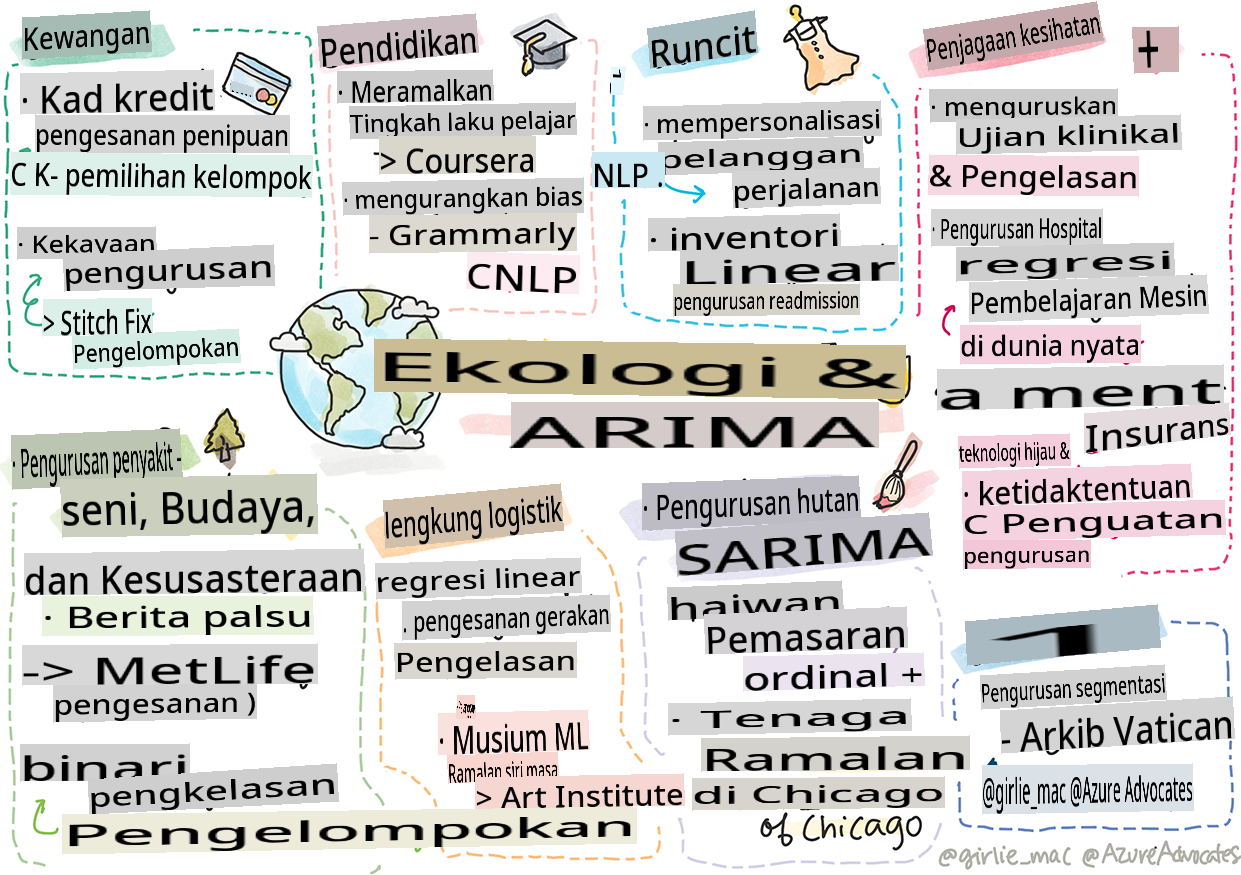 Kewangan
· Kad kredit
pengesanan penipuan
C K- pemilihan kelompok
· Kekayaan
pengurusan
> Stitch Fix
Pengelompokan
Pendidikan
· Meramalkan
Tingkah laku pelajar
> Coursera
· mengurangkan bias
- Grammarly
CNLP
Runcit
· mempersonalisasi
pelanggan
NLP .
perjalanan
· inventori
Linear
pengurusan readmission
Penjagaan kesihatan
+
· menguruskan
Ujian klinikal
& Pengelasan
· Pengurusan Hospital
regresi
Pembelajaran Mesin
di dunia nyata
a ment
Insurans
teknologi hijau &
· ketidaktentuan
C Penguatan
pengurusan
Ekologi &
ARIMA
· Pengurusan penyakit -
seni, Budaya,
dan Kesusasteraan
· Berita palsu
-> MetLife
pengesanan )
binari
pengkelasan
Pengelompokan
lengkung logistik
regresi linear
. pengesanan gerakan
Pengelasan
· Musium ML
Ramalan siri masa
> Art Institute
· Pengurusan hutan
SARIMA
haiwan
Pemasaran
ordinal +
· Tenaga
Ramalan
di Chicago
of Chicago
1
Pengurusan segmentasi
- Arkib Vatican
@girlie_mac @Azure Advocates
@girlie_mac @AzureAdvocates